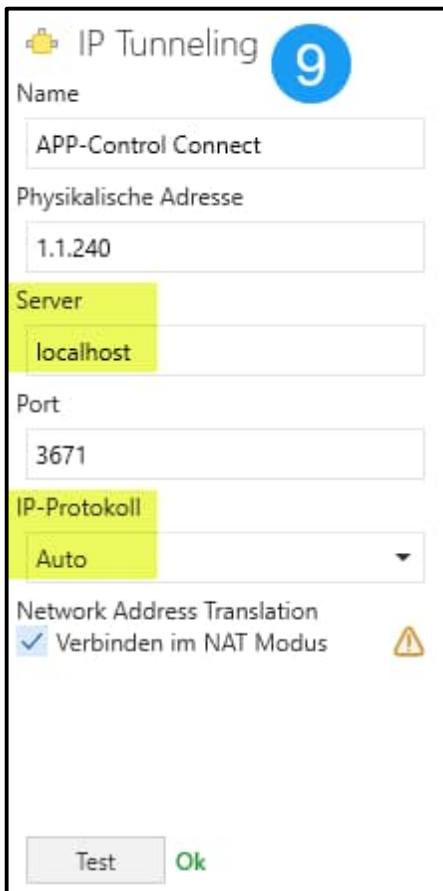 IP Tunneling
9
Name
APP-Control Connect
Physikalische Adresse
1.1.240
Server
localhost
Port
3671
IP-Protokoll
Auto
Network Address Translation
Verbinden im NAT Modus
Test Ok